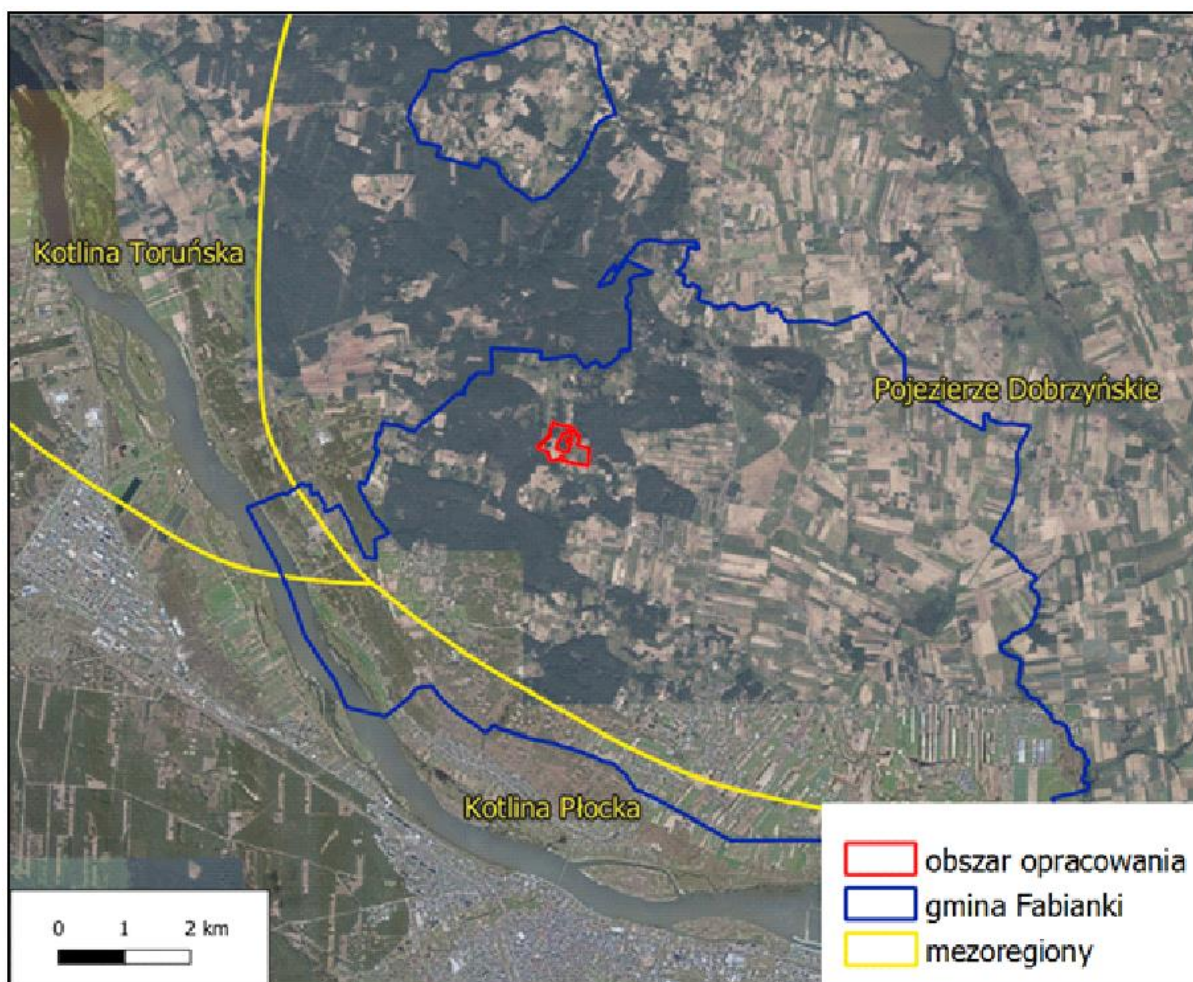 Kotlina Toruńska
Pojezierze Dobrzyńskie
Kotlina Płocka
0 1 2 km
obszar opracowania
gmina Fabianki
mezoregiony